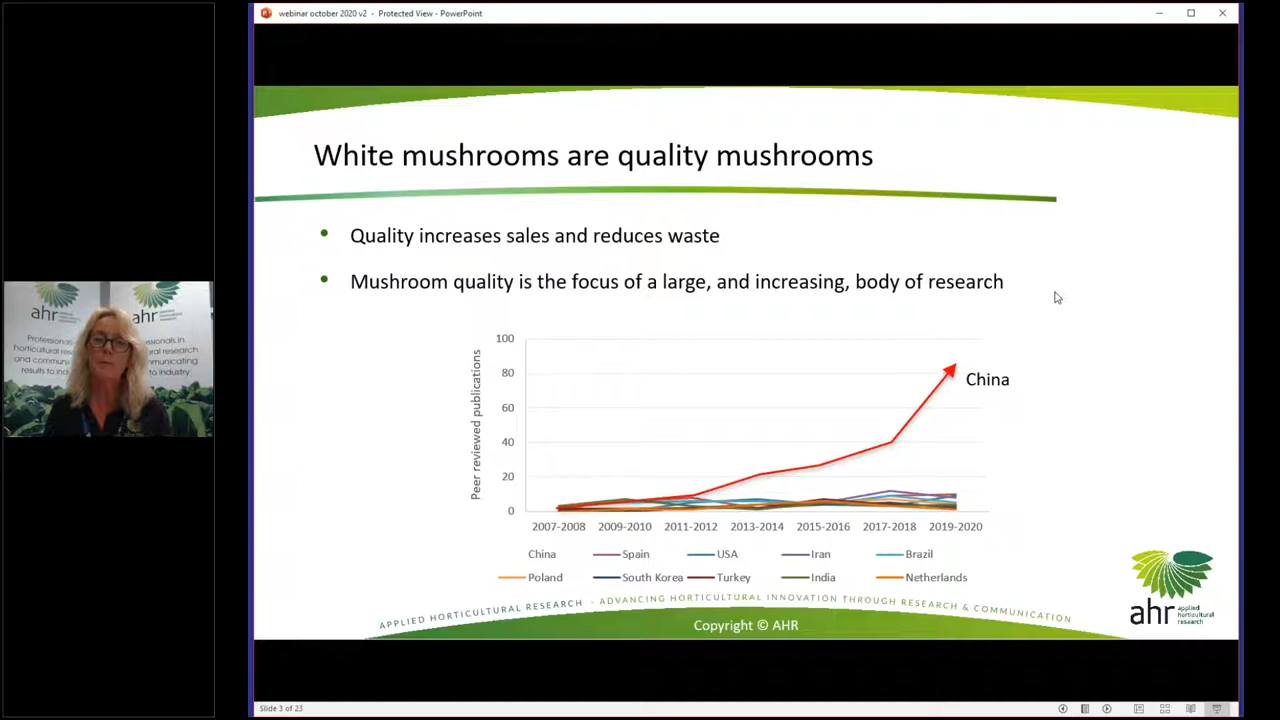 webinar october 2020 v2 - Protected View - PowerPoint
White mushrooms are quality mushrooms
• Quality increases sales and reduces waste
• Mushroom quality is the focus of a large, and increasing, body of research
Peer reviewed publications
100
80
60
40
20
0
China
2007-2008 2009-2010 2011-2012 2013-2014 2015-2016 2017-2018 2019-2020
China Spain USA Iran Brazil
Poland South Korea Turkey India Netherlands
APPLIED HORTICULTURAL RESEARCH - ADVANCING HORTICULTURAL INNOVATION THROUGH RESEARCH & COMMUNICATION
Copyright © AHR
ahr applied horticultural research
Slide 3 of 23
ahr
ahr